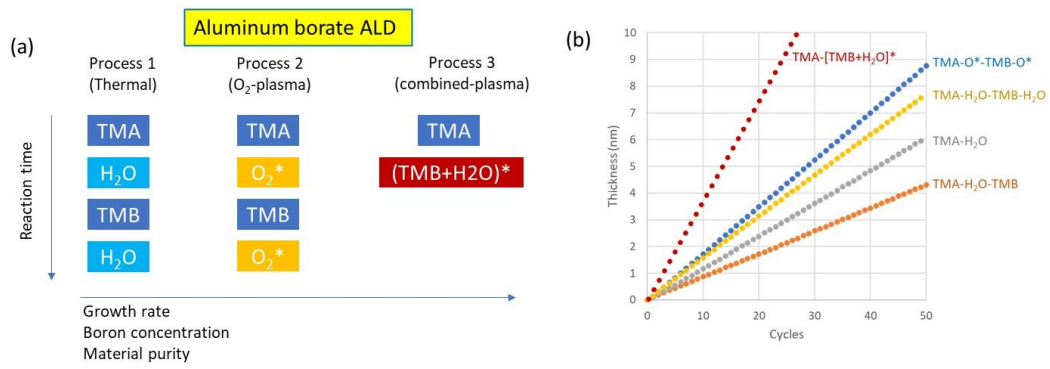 Aluminum borate ALD
(a)
Process 1
(Thermal)
Process 2
(O₂-plasma)
Process 3
(combined-plasma)
Reaction time
TMA
H₂O
TMB
H₂O
TMA
O₂*
TMB
O₂*
TMA
(TMB+H2O)*
Growth rate
Boron concentration
Material purity
(b)
Thickness (nm)
10
9
8
7
6
5
4
3
2
1
0
0 10 20 30 40 50
Cycles
TMA-[TMB+H₂O]*
TMA-O*-TMB-O*
TMA-H₂O-TMB-H₂O
TMA-H₂O
TMA-H₂O-TMB